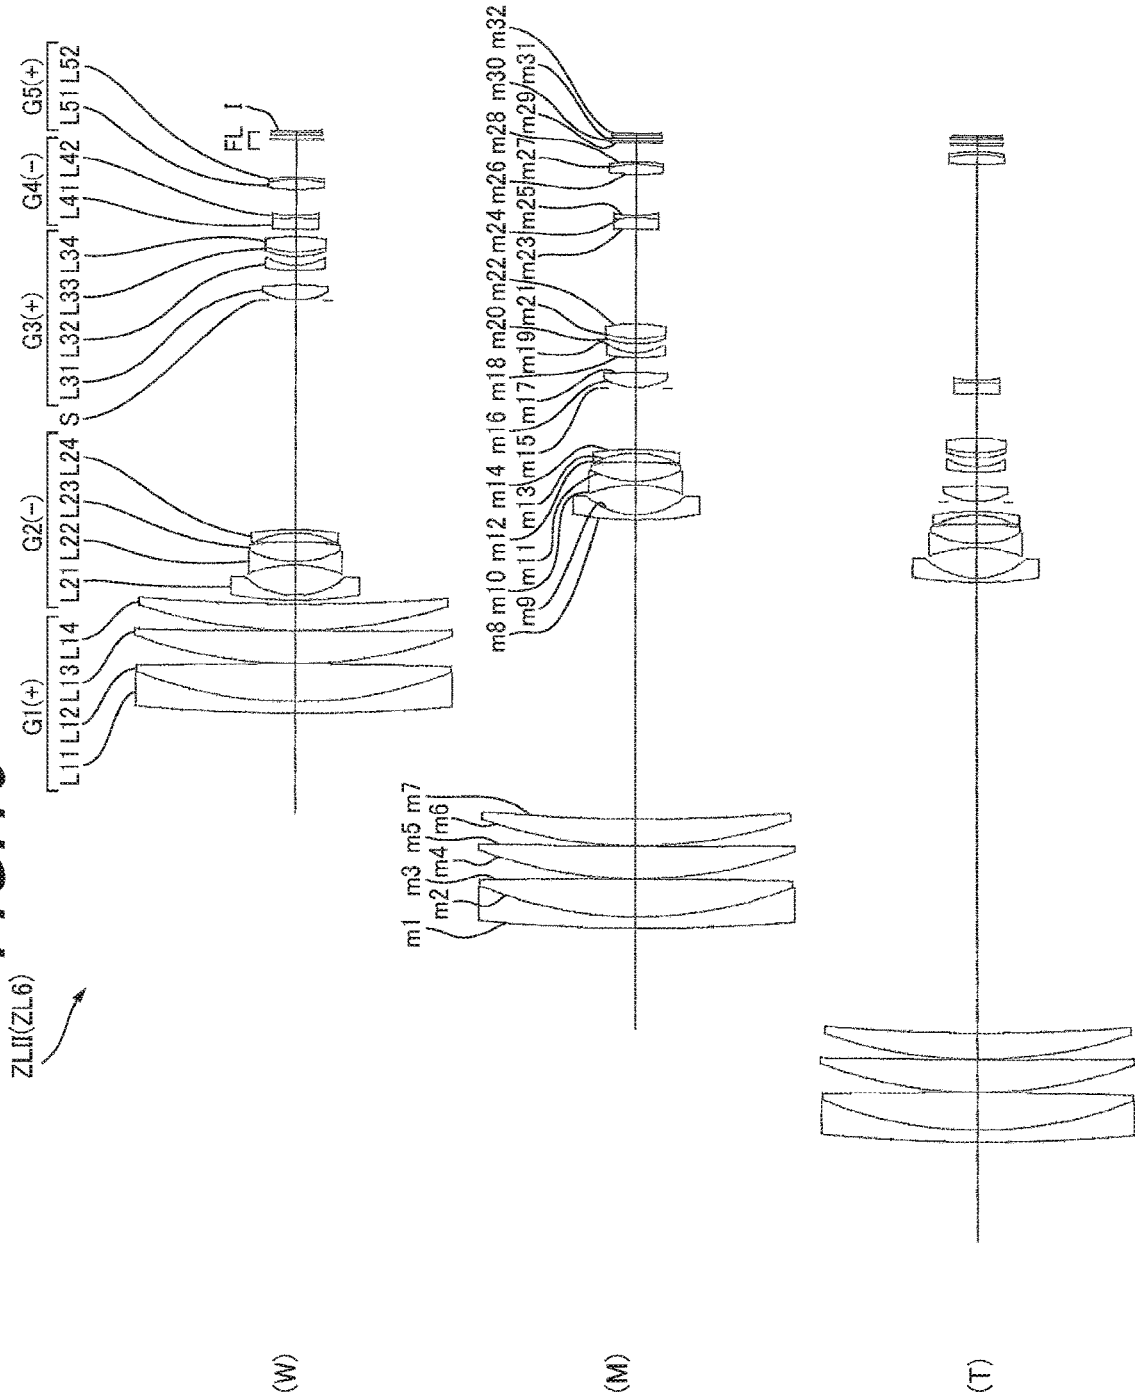 ZLII(ZL6)
G1(+) G2(-) G3(+) G4(-) G5(+)
L11 L12 L13 L14 L21 L22 L23 L24 S L31 L32 L33 L34 L41 L42 L51 L52
FL I
(W)
m1 m3 m5 m7 m8 m10 m12 m14 m16 m18 m20 m22 m24 m26 m28 m30 m32
m2 m4 m6 m9 m11 m13 m15 m17 m19 m21 m23 m25 m27 m29 m31
(M)
(T)